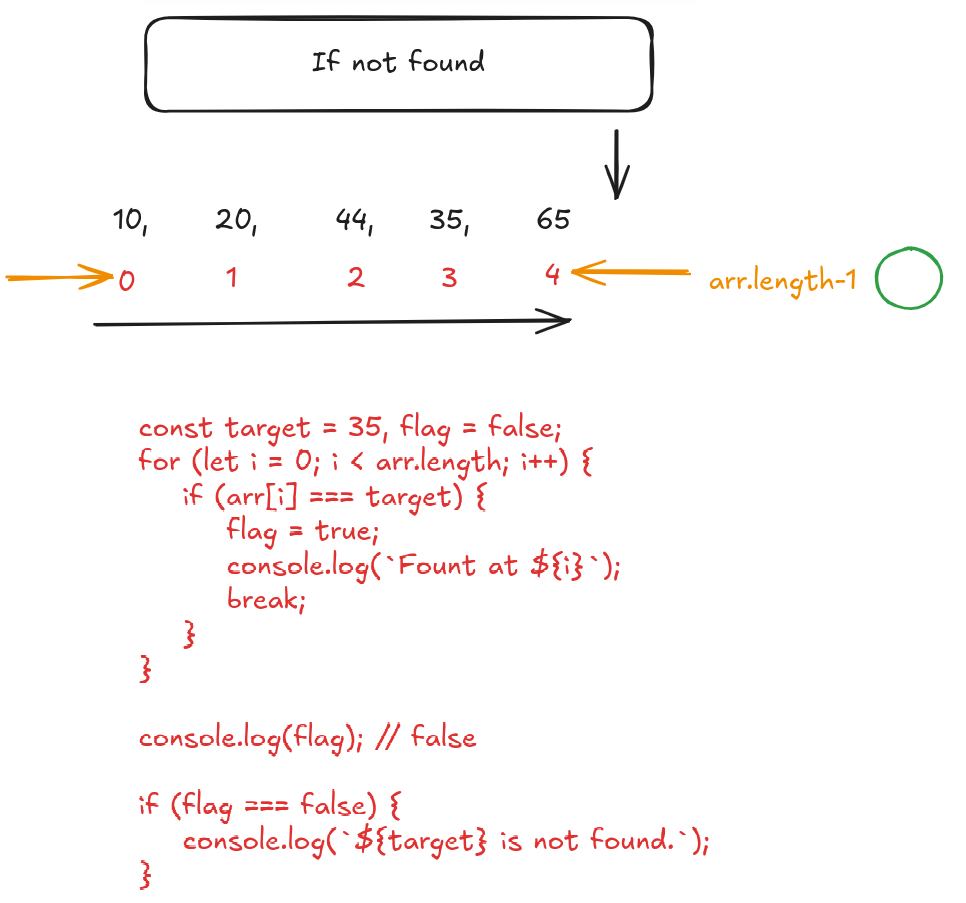 If not found
10, 20, 44, 35, 65
0 1 2 3 4 arr.length-1
const target = 35, flag = false;
for (let i = 0; i < arr.length; i++) {
if (arr[i] === target) {
flag = true;
console.log(`Fount at ${i}`);
break;
}
}
console.log(flag); // false
if (flag === false) {
console.log(`${target} is not found.`);
}